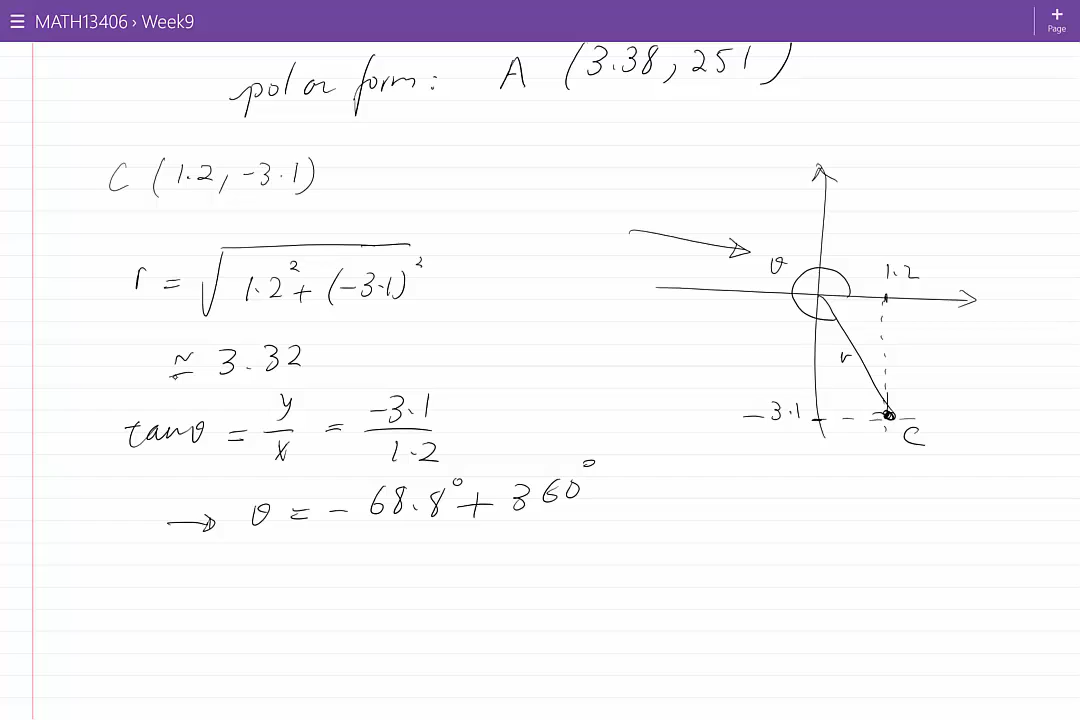 MATH13406 › Week9
Page
polar form: A (3.38, 251)
C (1.2, -3.1)
r = √(1.2² + (-3.1)²)
≃ 3.32
tanθ = y/x = -3.1/1.2
→ θ = -68.8° + 360°
θ
1.2
r
-3.1
C